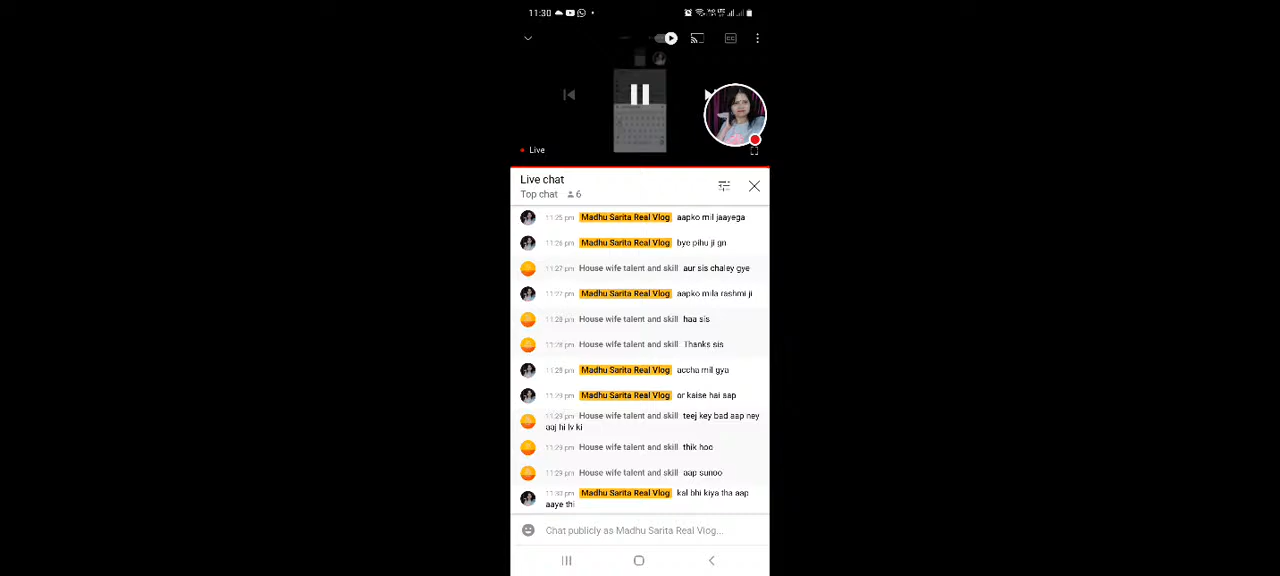 11:30
Live
Live chat
Top chat 6
11:25 pm Madhu Sarita Real Vlog aapko mil jaayega
11:26 pm Madhu Sarita Real Vlog bye pihu ji gn
11:27 pm House wife talent and skill aur sis chaley gye
11:27 pm Madhu Sarita Real Vlog aapko mila rashmi ji
11:28 pm House wife talent and skill haa sis
11:28 pm House wife talent and skill Thanks sis
11:28 pm Madhu Sarita Real Vlog accha mil gya
11:29 pm Madhu Sarita Real Vlog or kaise hai aap
11:29 pm House wife talent and skill teej key bad aap ney
aaj hi lv ki
11:29 pm House wife talent and skill thik hoo
11:29 pm House wife talent and skill aap sunoo
11:30 pm Madhu Sarita Real Vlog kal bhi kiya tha aap
aaye thi
Chat publicly as Madhu Sarita Real Vlog...